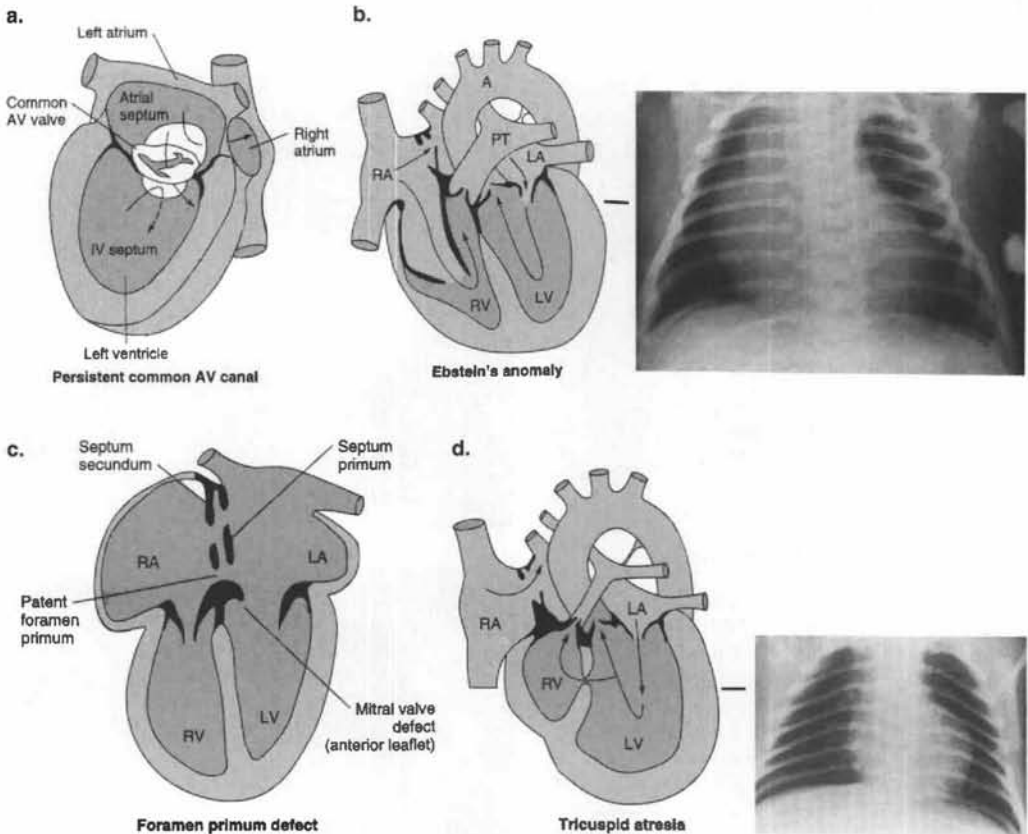 a.
Left atrium
Common
AV valve
Atrial
septum
Right
atrium
IV septum
Left ventricle
Persistent common AV canal
b.
A
PT
RA
LA
RV
LV
Ebstein's anomaly
c.
Septum
secundum
Septum
primum
RA
LA
Patent
foramen
primum
RV
LV
Mitral valve
defect
(anterior leaflet)
Foramen primum defect
d.
RA
LA
RV
LV
Tricuspid atresia